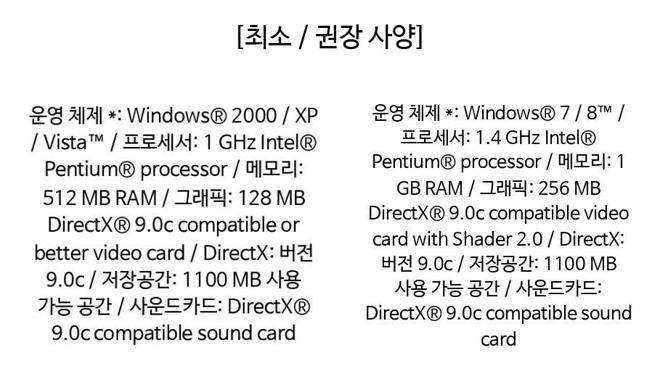 [최소 / 권장 사양]
운영 체제 *: Windows® 2000 / XP
/ Vista™ / 프로세서: 1 GHz Intel®
Pentium® processor / 메모리:
512 MB RAM / 그래픽: 128 MB
DirectX® 9.0c compatible or
better video card / DirectX: 버전
9.0c / 저장공간: 1100 MB 사용
가능 공간 / 사운드카드: DirectX®
9.0c compatible sound card
운영 체제 *: Windows® 7 / 8™ /
프로세서: 1.4 GHz Intel®
Pentium® processor / 메모리: 1
GB RAM / 그래픽: 256 MB
DirectX® 9.0c compatible video
card with Shader 2.0 / DirectX:
버전 9.0c / 저장공간: 1100 MB
사용 가능 공간 / 사운드카드:
DirectX® 9.0c compatible sound
card